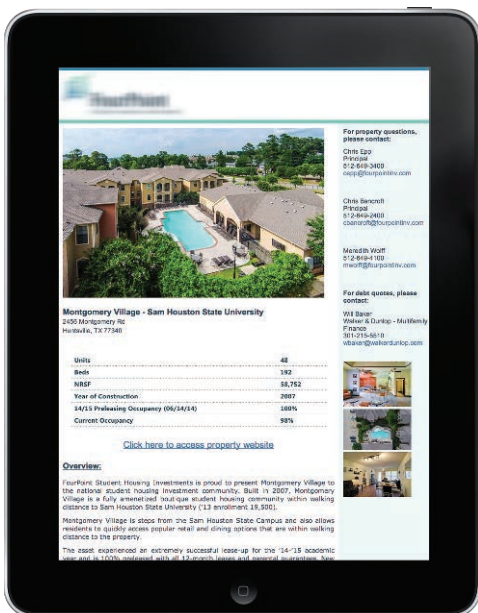 FourPoint
Montgomery Village - Sam Houston State University
2456 Montgomery Rd
Huntsville, TX 77340
Units 48
Beds 192
NRSF 58,752
Year of Construction 2007
14/15 Preleasing Occupancy (06/14/14) 100%
Current Occupancy 98%
Click here to access property website
Overview:
FourPoint Student Housing Investments is proud to present Montgomery Village to
the national student housing investment community. Built in 2007, Montgomery
Village is a fully amenetized boutique student community within walking
distance to Sam Houston State University ('13 enrollment 19,500).
Montgomery Village is steps from the Sam Houston State Campus and also allows
residents to quickly access popular retail and dining options that are within walking
distance to the property.
The asset experienced an extremely successful lease-up for the '14-'15 academic
year and is 100% preleased with all 12-month leases and parental guarantees. New
For property questions,
please contact:
Chris Epp
Principal
512-649-3400
cepp@fourpointinv.com
Chris Bancroft
Principal
512-649-2400
cbancroft@fourpointinv.com
Meredith Wolff
512-649-4100
mwolff@fourpointinv.com
For debt quotes, please
contact:
Will Baker
Walker & Dunlop - Multifamily
Finance
301-215-5510
wbaker@walkerdunlop.com